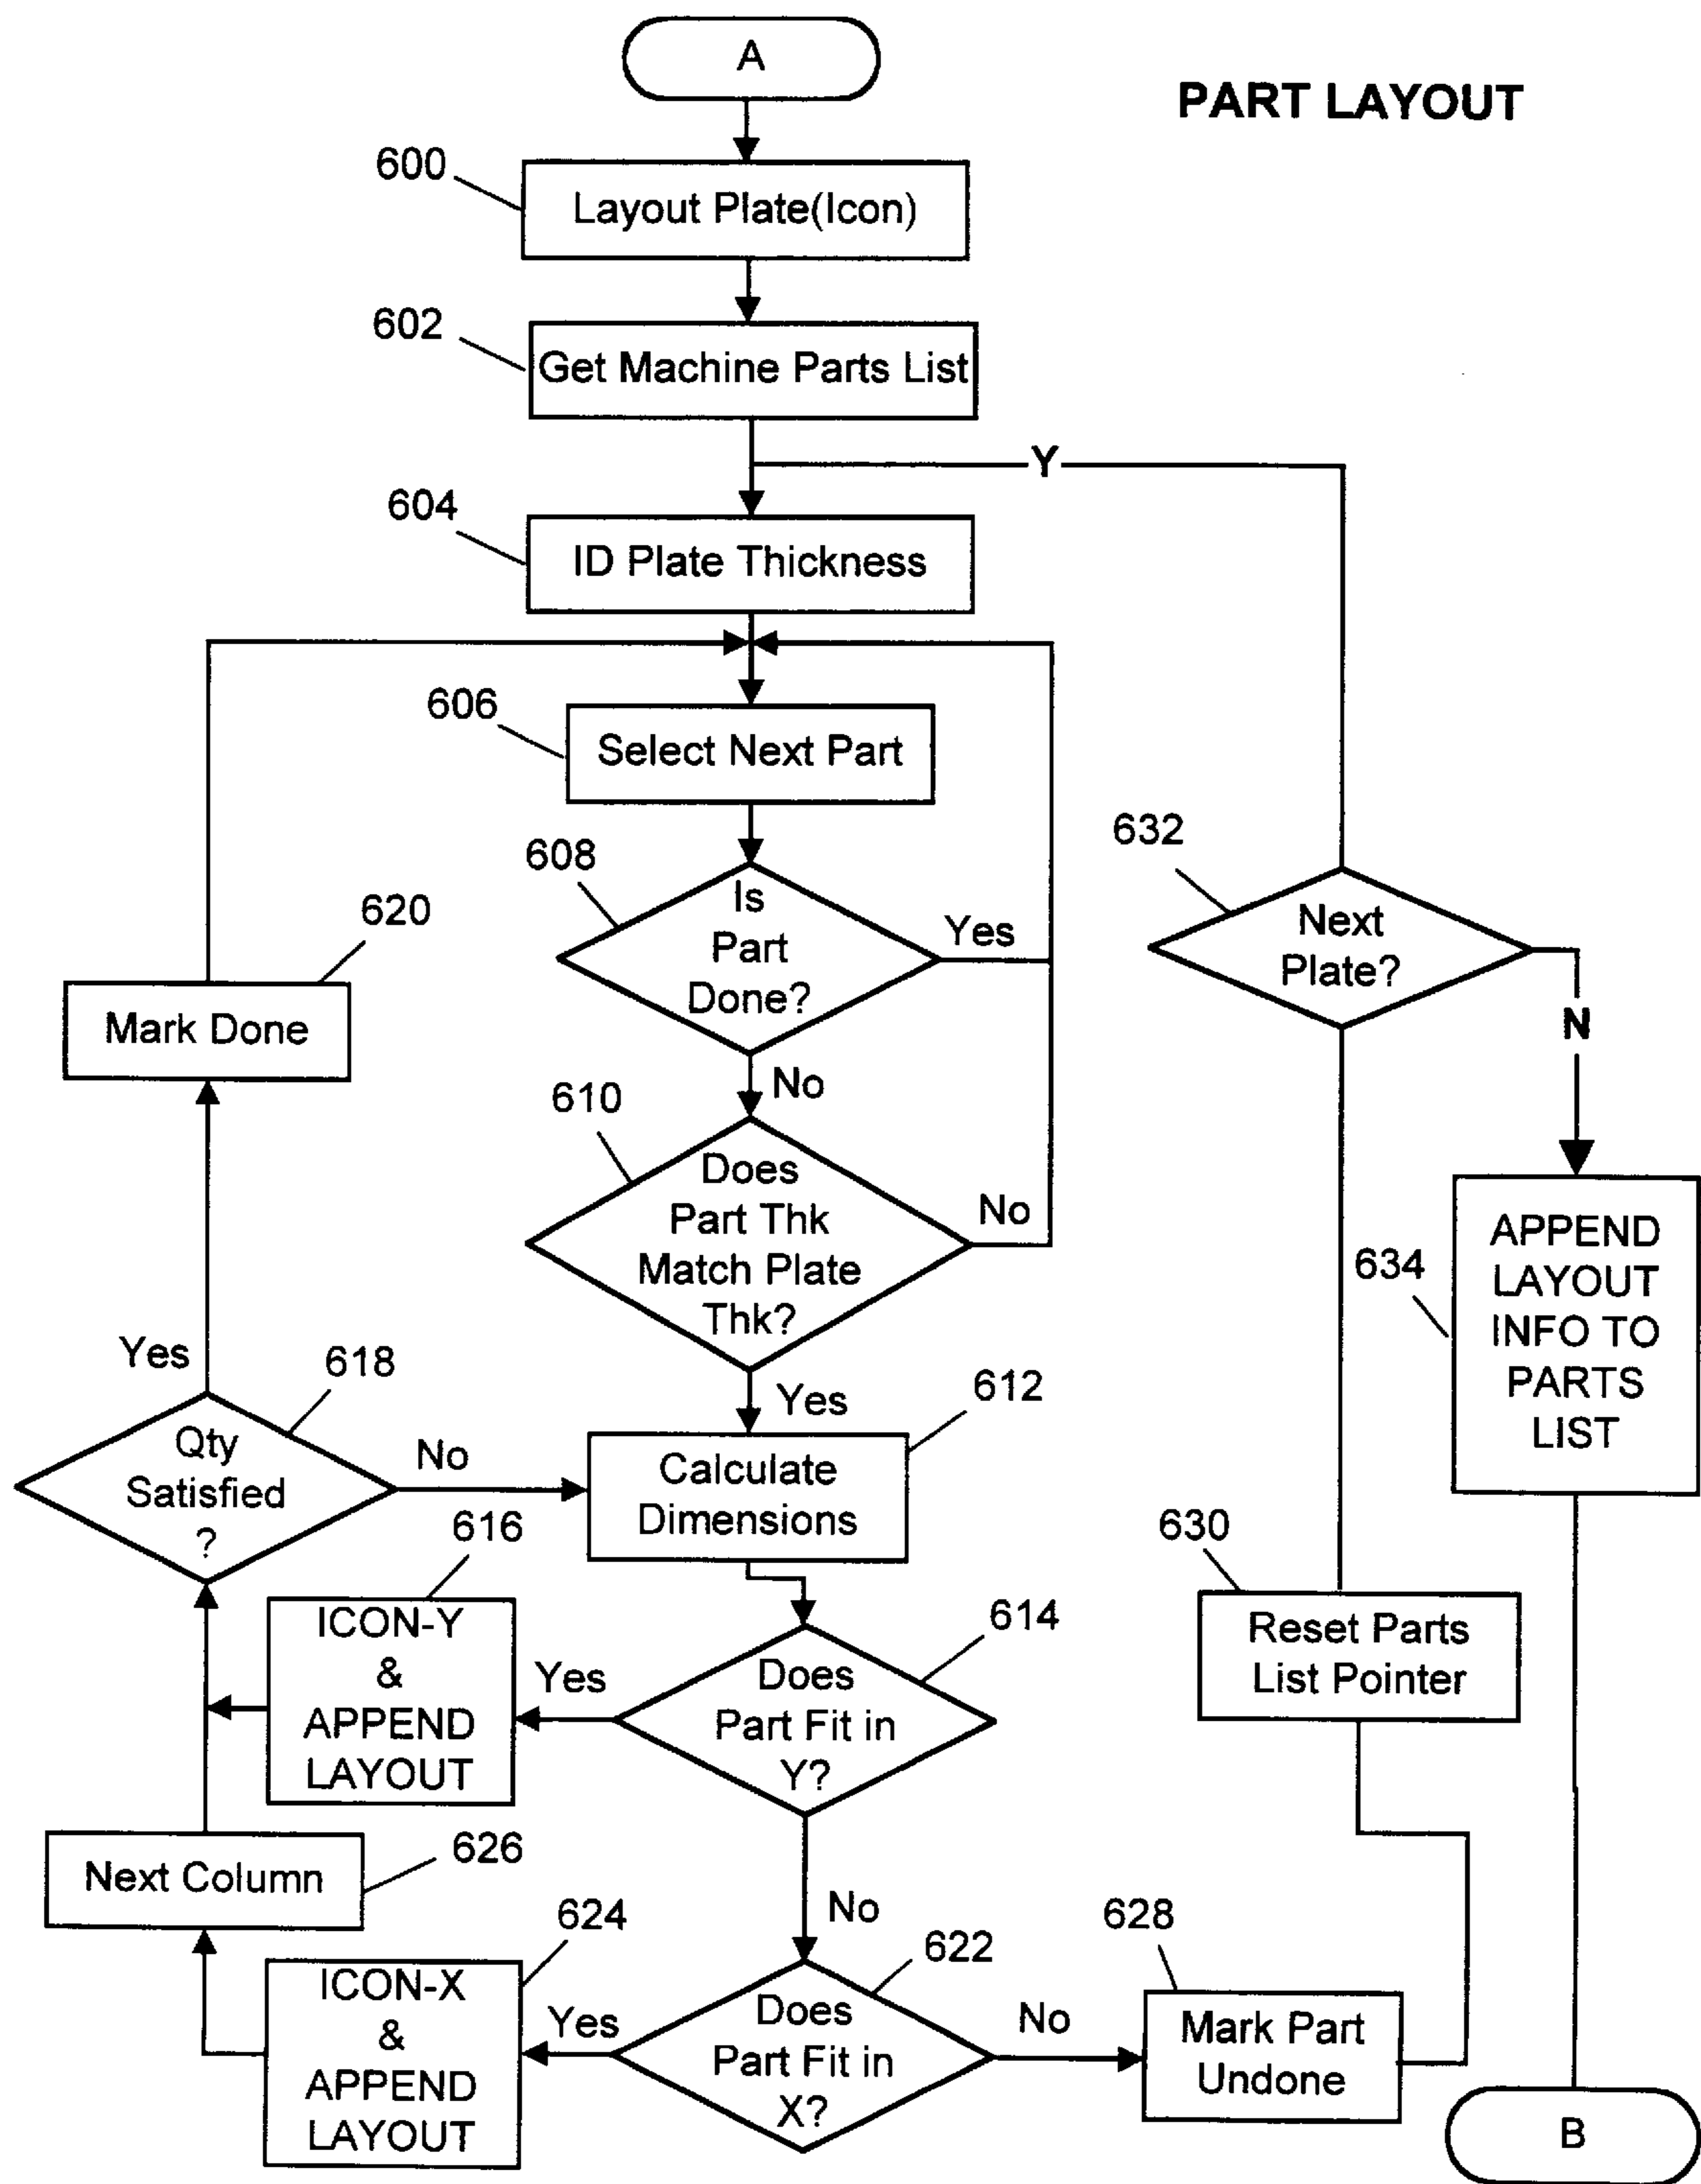 A
PART LAYOUT
600
Layout Plate(Icon)
602
Get Machine Parts List
Y
604
ID Plate Thickness
606
Select Next Part
608
Is
Part
Done?
Yes
632
Next
Plate?
620
Mark Done
No
N
610
Does
Part Thk
Match Plate
Thk?
No
634
APPEND
LAYOUT
INFO TO
PARTS
LIST
Yes
618
Qty
Satisfied
?
No
Yes
612
Calculate
Dimensions
616
ICON-Y
&
APPEND
LAYOUT
Yes
614
Does
Part Fit in
Y?
630
Reset Parts
List Pointer
Next Column
626
No
624
ICON-X
&
APPEND
LAYOUT
Yes
622
Does
Part Fit in
X?
No
628
Mark Part
Undone
B